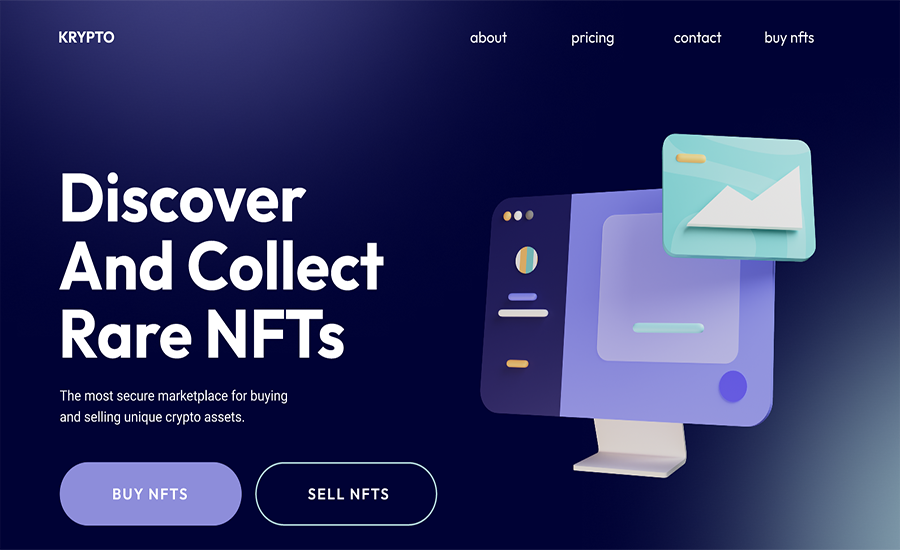 KRYPTO
about
pricing
contact
buy nfts
Discover
And Collect
Rare NFTs
The most secure marketplace for buying
and selling unique crypto assets.
BUY NFTS
SELL NFTS